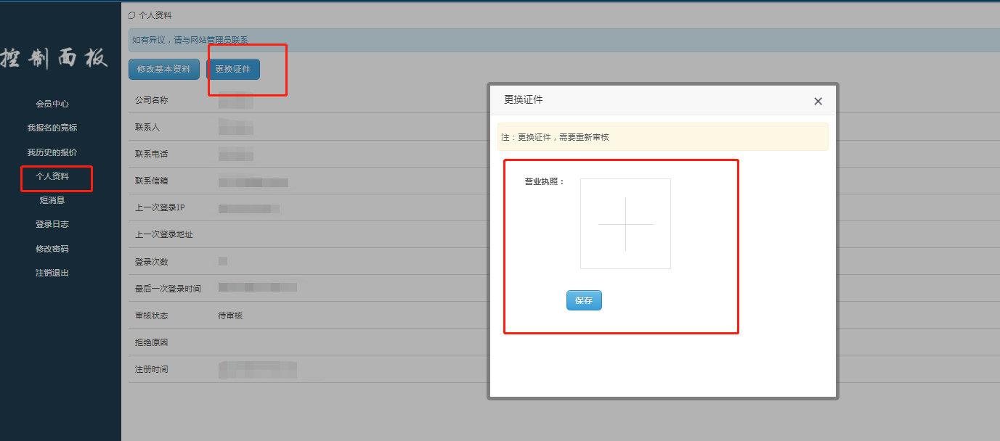 控制面板
会员中心
我报名的竞标
我历史的报价
个人资料
短消息
登录日志
修改密码
注销退出
个人资料
如有异议，请与网站管理员联系
修改基本资料
更换证件
公司名称
联系人
联系电话
联系信箱
上一次登录IP
上一次登录地址
登录次数
最后一次登录时间
审核状态 待审核
拒绝原因
注册时间
更换证件
注：更换证件，需要重新审核
营业执照：
保存